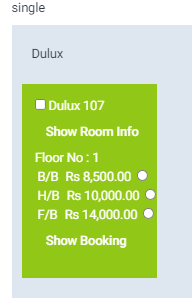 single
Dulux
Dulux 107
Show Room Info
Floor No : 1
B/B Rs 8,500.00
H/B Rs 10,000.00
F/B Rs 14,000.00
Show Booking